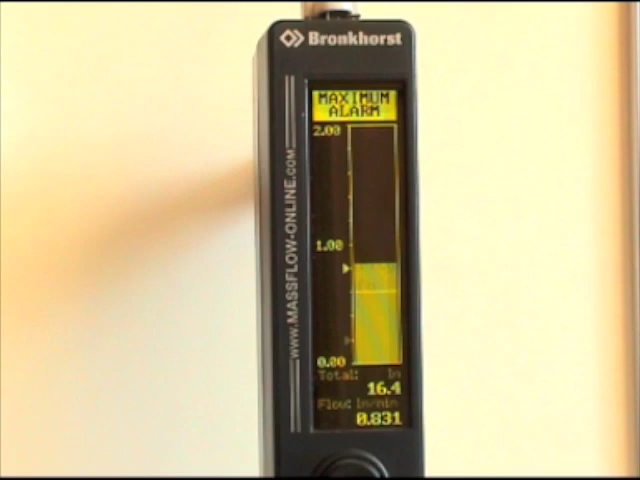 Bronkhorst
MAXIMUM
ALARM
2.00
1.00
0.00
Total: ln
16.4
Flow: ln/min
0.831
www.MASSFLOW-ONLINE.com